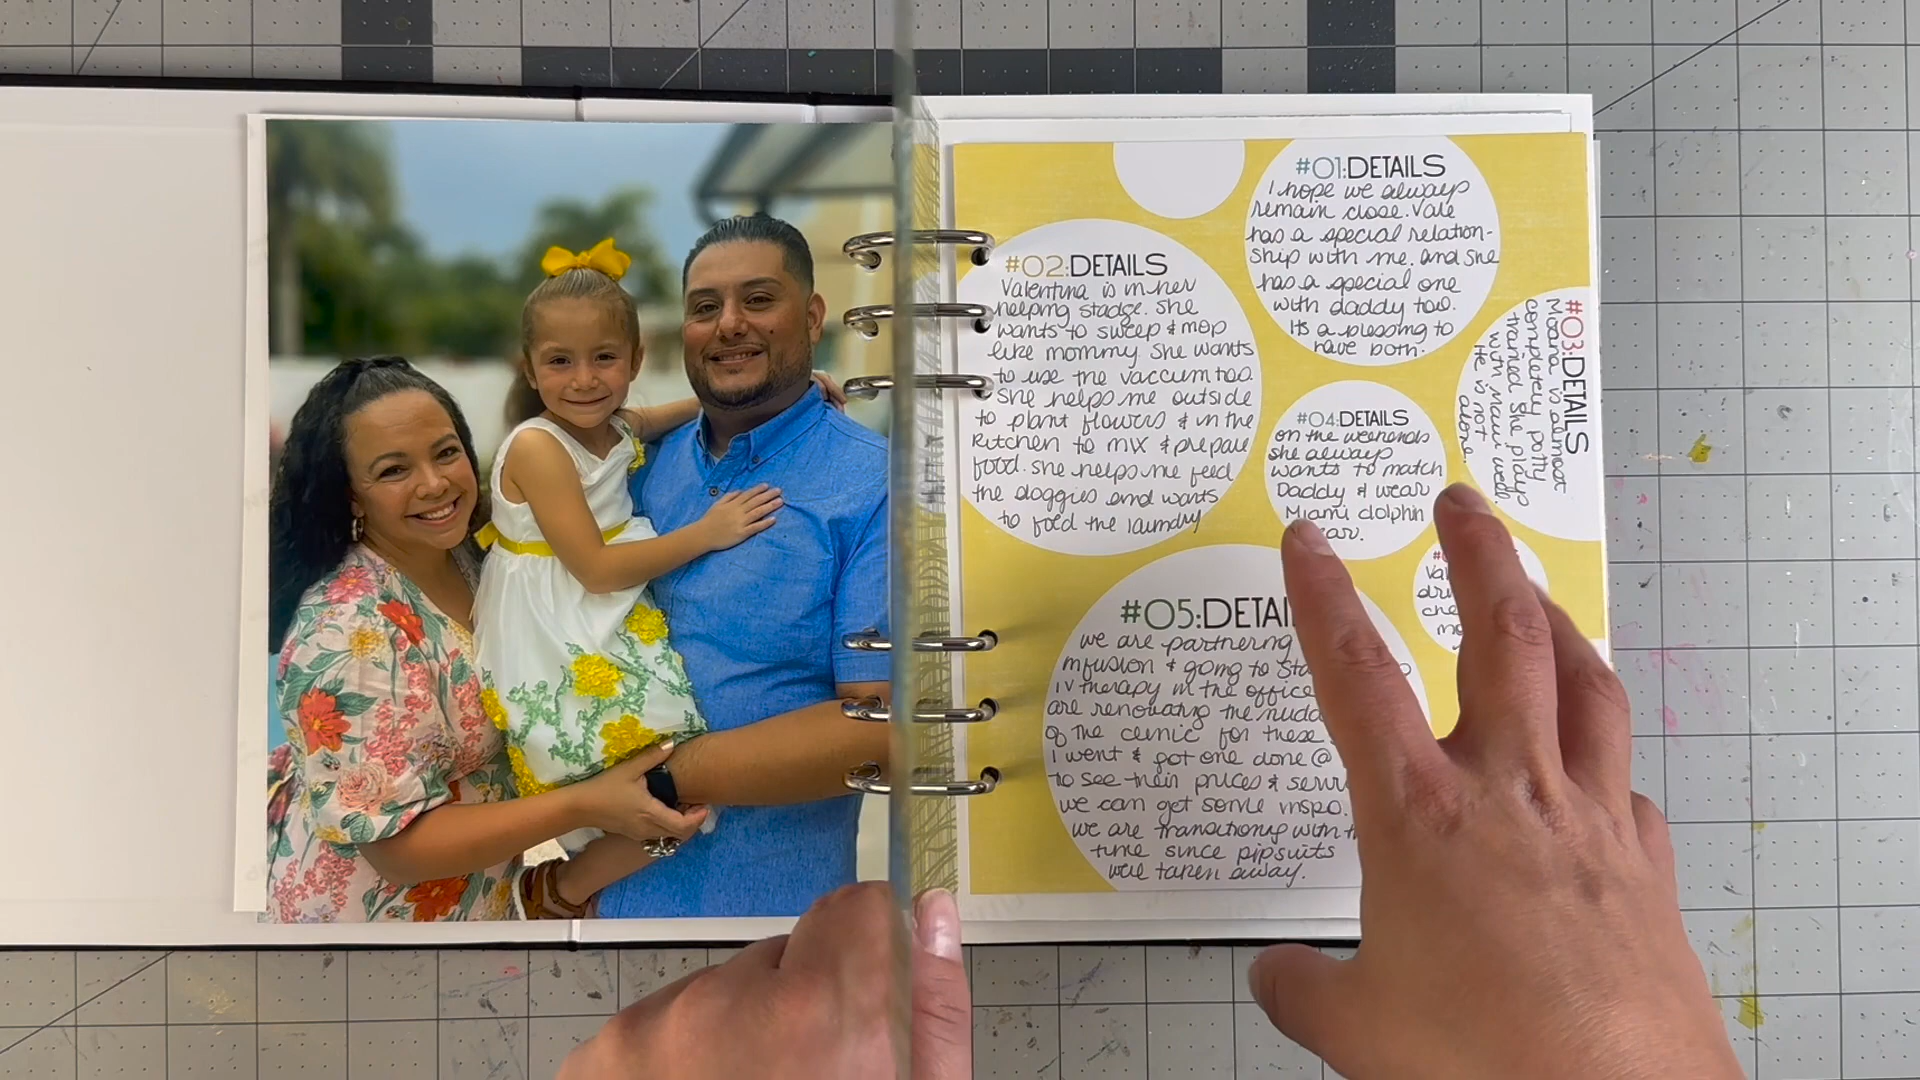 #01:DETAILS
I hope we always
remain close. Vale
has a special relation-
ship with me. and she
has a special one
with daddy too.
Its a blessing to
have both.
#02:DETAILS
Valentina is in her
helping stadge. She
wants to sweep & mop
like mommy. She wants
to use the vaccum too.
She helps me outside
to plant flowers & in the
kitchen to mix & prepare
food. She helps me feed
the doggies and wants
to fold the laundry
#03:DETAILS
Moana is almost
completely potty
trained. She plays
with Maui well.
He is not
alone.
#04:DETAILS
on the weekends
she always
wants to match
Daddy & wear
Miami dolphin
#05:DETAI
we are partnering
infusion & going to
IV therapy in the office
are renovating the
of the clinic for these
I went & got one done @
to see their prices &
we can get some inspo.
we are transitioning with
time since pipsuits
were taken away.